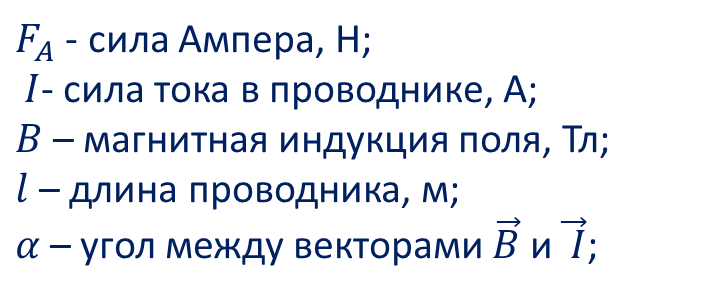 F_A - сила Ампера, Н;
I- сила тока в проводнике, А;
B – магнитная индукция поля, Тл;
l – длина проводника, м;
α – угол между векторами B⃗ и I⃗;